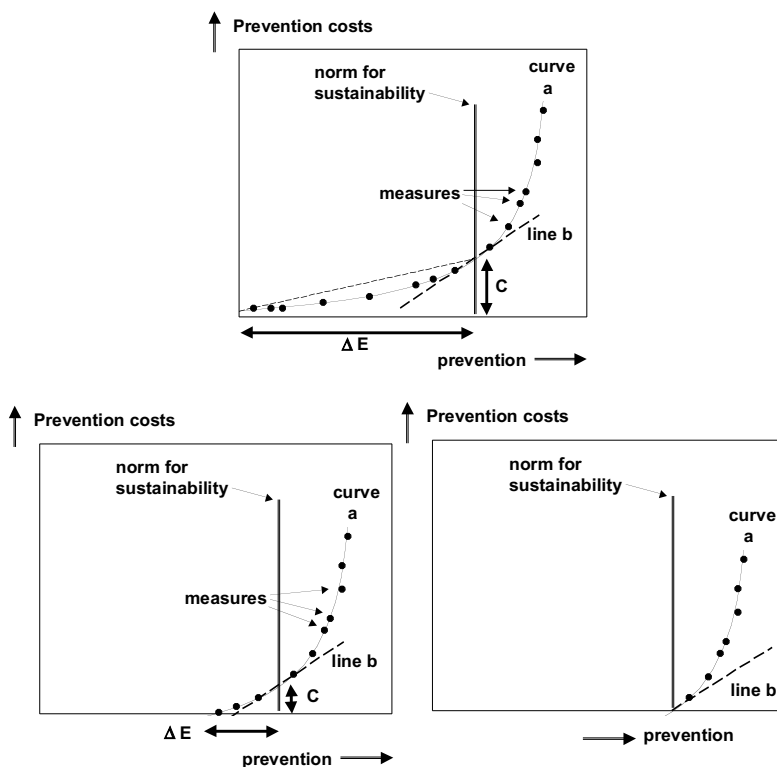 Prevention costs
norm for
sustainability
curve
a
measures
line b
C
Δ E
prevention
Prevention costs
norm for
sustainability
curve
a
measures
line b
C
Δ E
prevention
Prevention costs
norm for
sustainability
curve
a
line b
prevention